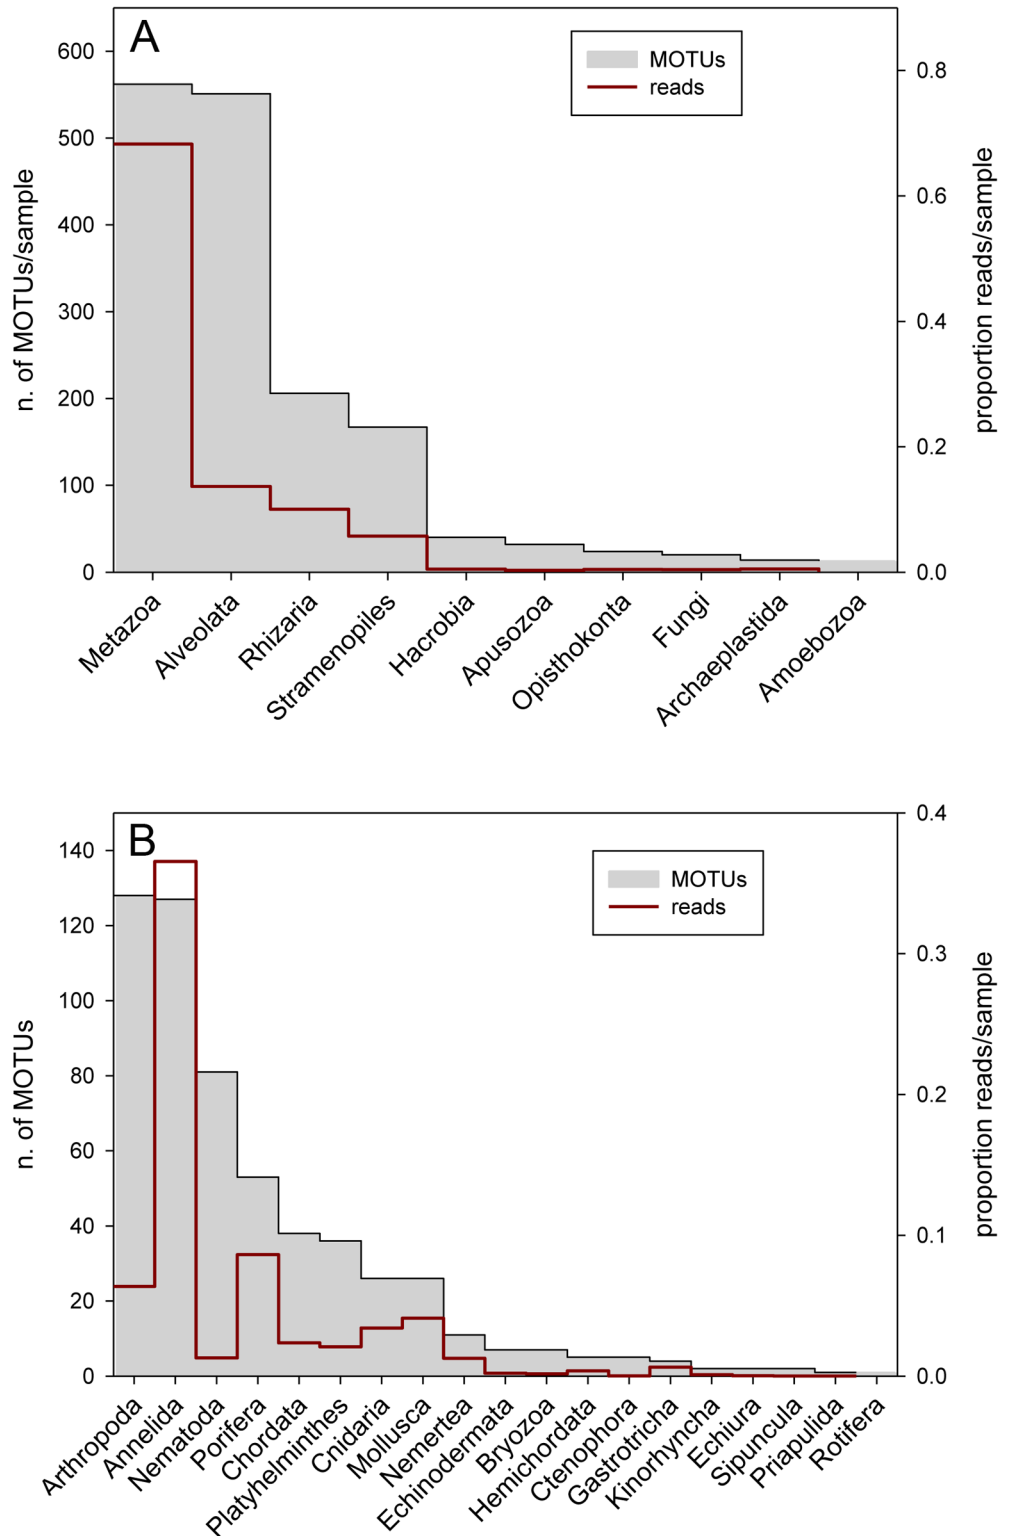 A
MOTUs
reads
n. of MOTUs/sample
600
500
400
300
200
100
0
0.8
0.6
0.4
0.2
0.0
proportion reads/sample
Metazoa
Alveolata
Rhizaria
Stramenopiles
Hacrobia
Apusozoa
Opisthokonta
Fungi
Archaeplastida
Amoebozoa
B
MOTUs
reads
n. of MOTUs
140
120
100
80
60
40
20
0
0.4
0.3
0.2
0.1
0.0
proportion reads/sample
Arthropoda
Annelida
Nematoda
Porifera
Chordata
Platyhelminthes
Cnidaria
Mollusca
Nemertea
Echinodermata
Bryozoa
Hemichordata
Ctenophora
Gastrotricha
Kinorhyncha
Echiura
Sipuncula
Priapulida
Rotifera